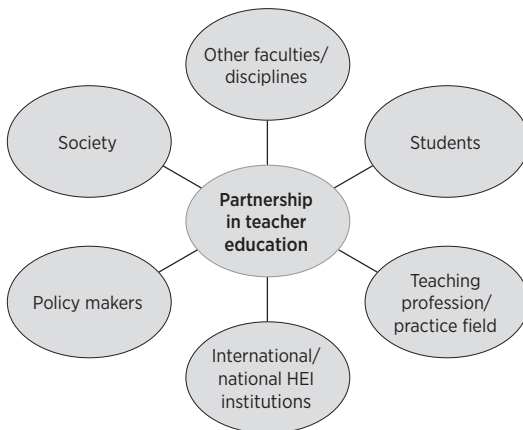 Other faculties/
disciplines
Society
Students
Partnership
in teacher
education
Policy makers
Teaching
profession/
practice field
International/
national HEI
institutions